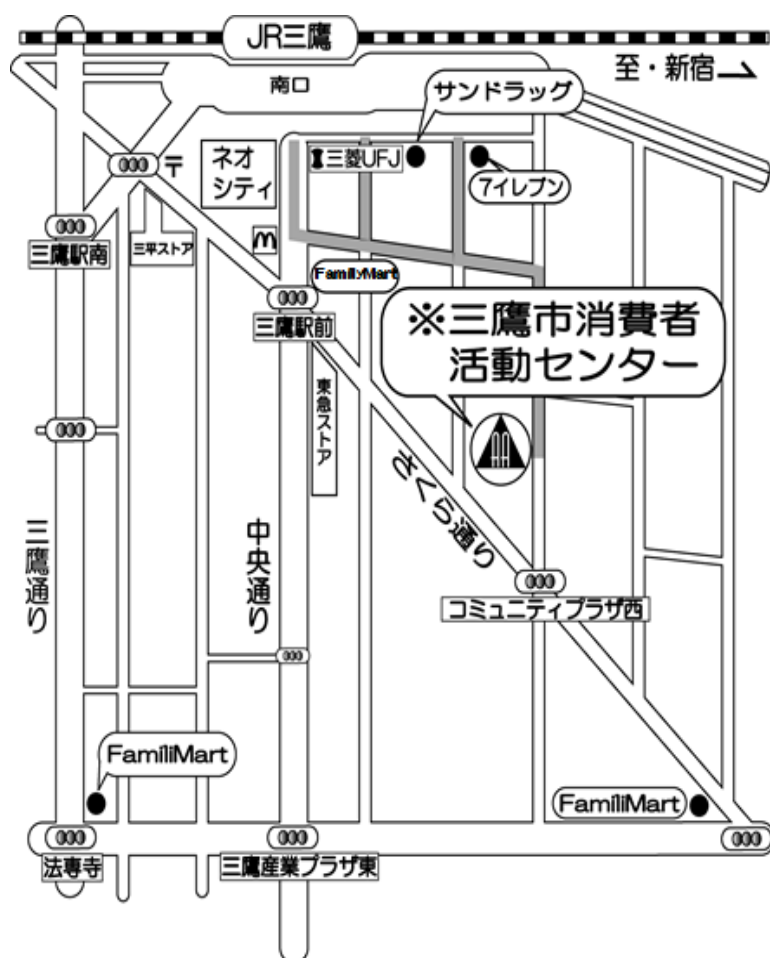 JR三鷹
南口
至・新宿
サンドラッグ
ネオ
シティ
三菱UFJ
7イレブン
〒
三鷹駅南
三平ストア
FamilyMart
三鷹駅前
※三鷹市消費者
活動センター
東急ストア
さくら通り
三鷹通り
中央通り
コミュニティプラザ西
FamiliMart
FamiliMart
法専寺
三鷹産業プラザ東